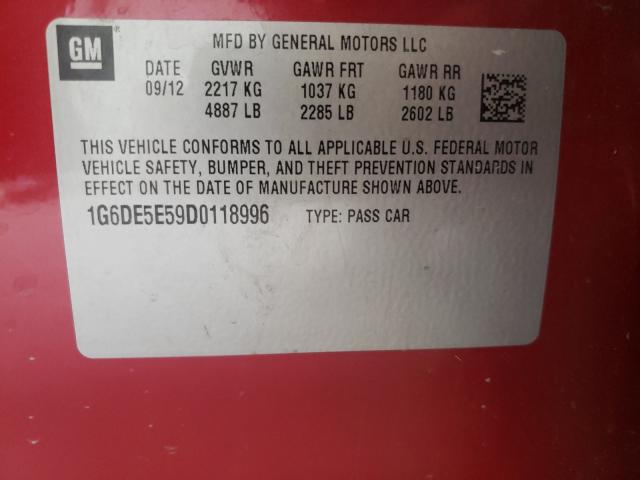 GM
MFD BY GENERAL MOTORS LLC
DATE GVWR GAWR FRT GAWR RR
09/12 2217 KG 1037 KG 1180 KG
4887 LB 2285 LB 2602 LB
THIS VEHICLE CONFORMS TO ALL APPLICABLE U.S. FEDERAL MOTOR
VEHICLE SAFETY, BUMPER, AND THEFT PREVENTION STANDARDS IN
EFFECT ON THE DATE OF MANUFACTURE SHOWN ABOVE.
1G6DE5E59D0118996 TYPE: PASS CAR